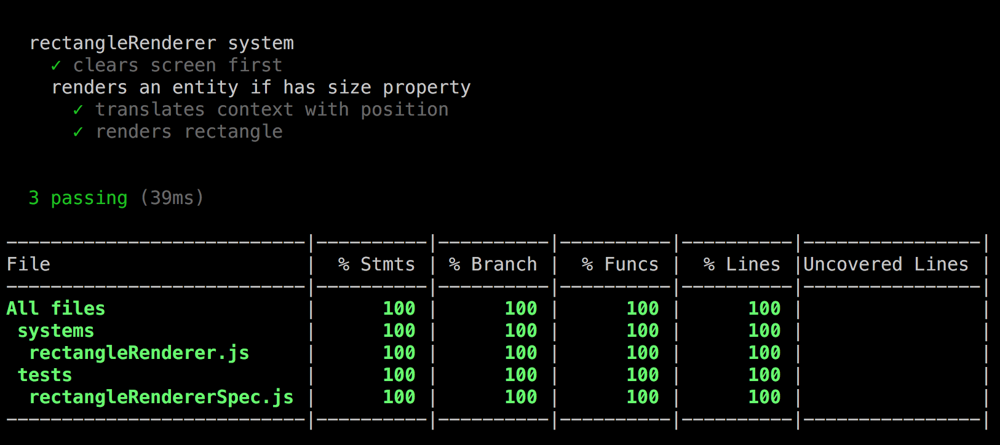 rectangleRenderer system
✓ clears screen first
renders an entity if has size property
✓ translates context with position
✓ renders rectangle
3 passing (39ms)
---------------------------|----------|----------|----------|----------|----------------|
File                       |  % Stmts | % Branch |  % Funcs |  % Lines |Uncovered Lines |
---------------------------|----------|----------|----------|----------|----------------|
All files                  |      100 |      100 |      100 |      100 |                |
 systems                   |      100 |      100 |      100 |      100 |                |
  rectangleRenderer.js     |      100 |      100 |      100 |      100 |                |
 tests                     |      100 |      100 |      100 |      100 |                |
  rectangleRendererSpec.js |      100 |      100 |      100 |      100 |                |
---------------------------|----------|----------|----------|----------|----------------|